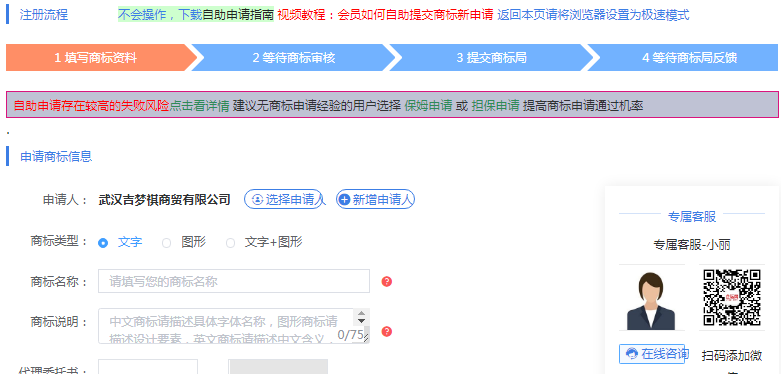 注册流程 不会操作，下载自助申请指南 视频教程：会员如何自助提交商标新申请 返回本页请将浏览器设置为极速模式
1 填写商标资料 2 等待商标审核 3 提交商标局 4 等待商标局反馈
自助申请存在较高的失败风险点击看详情 建议无商标申请经验的用户选择 保姆申请 或 担保申请 提高商标申请通过机率
申请商标信息
申请人： 武汉吉梦祺商贸有限公司 选择申请人 新增申请人
专属客服
专属客服-小丽
商标类型： 文字 图形 文字+图形
商标名称： 请填写您的商标名称 ?
商标说明： 中文商标请描述具体字体名称，图形商标请
描述设计要素，英文商标请描述中文含义， 0/75 ?
在线咨询 扫码添加微
代理委托书：